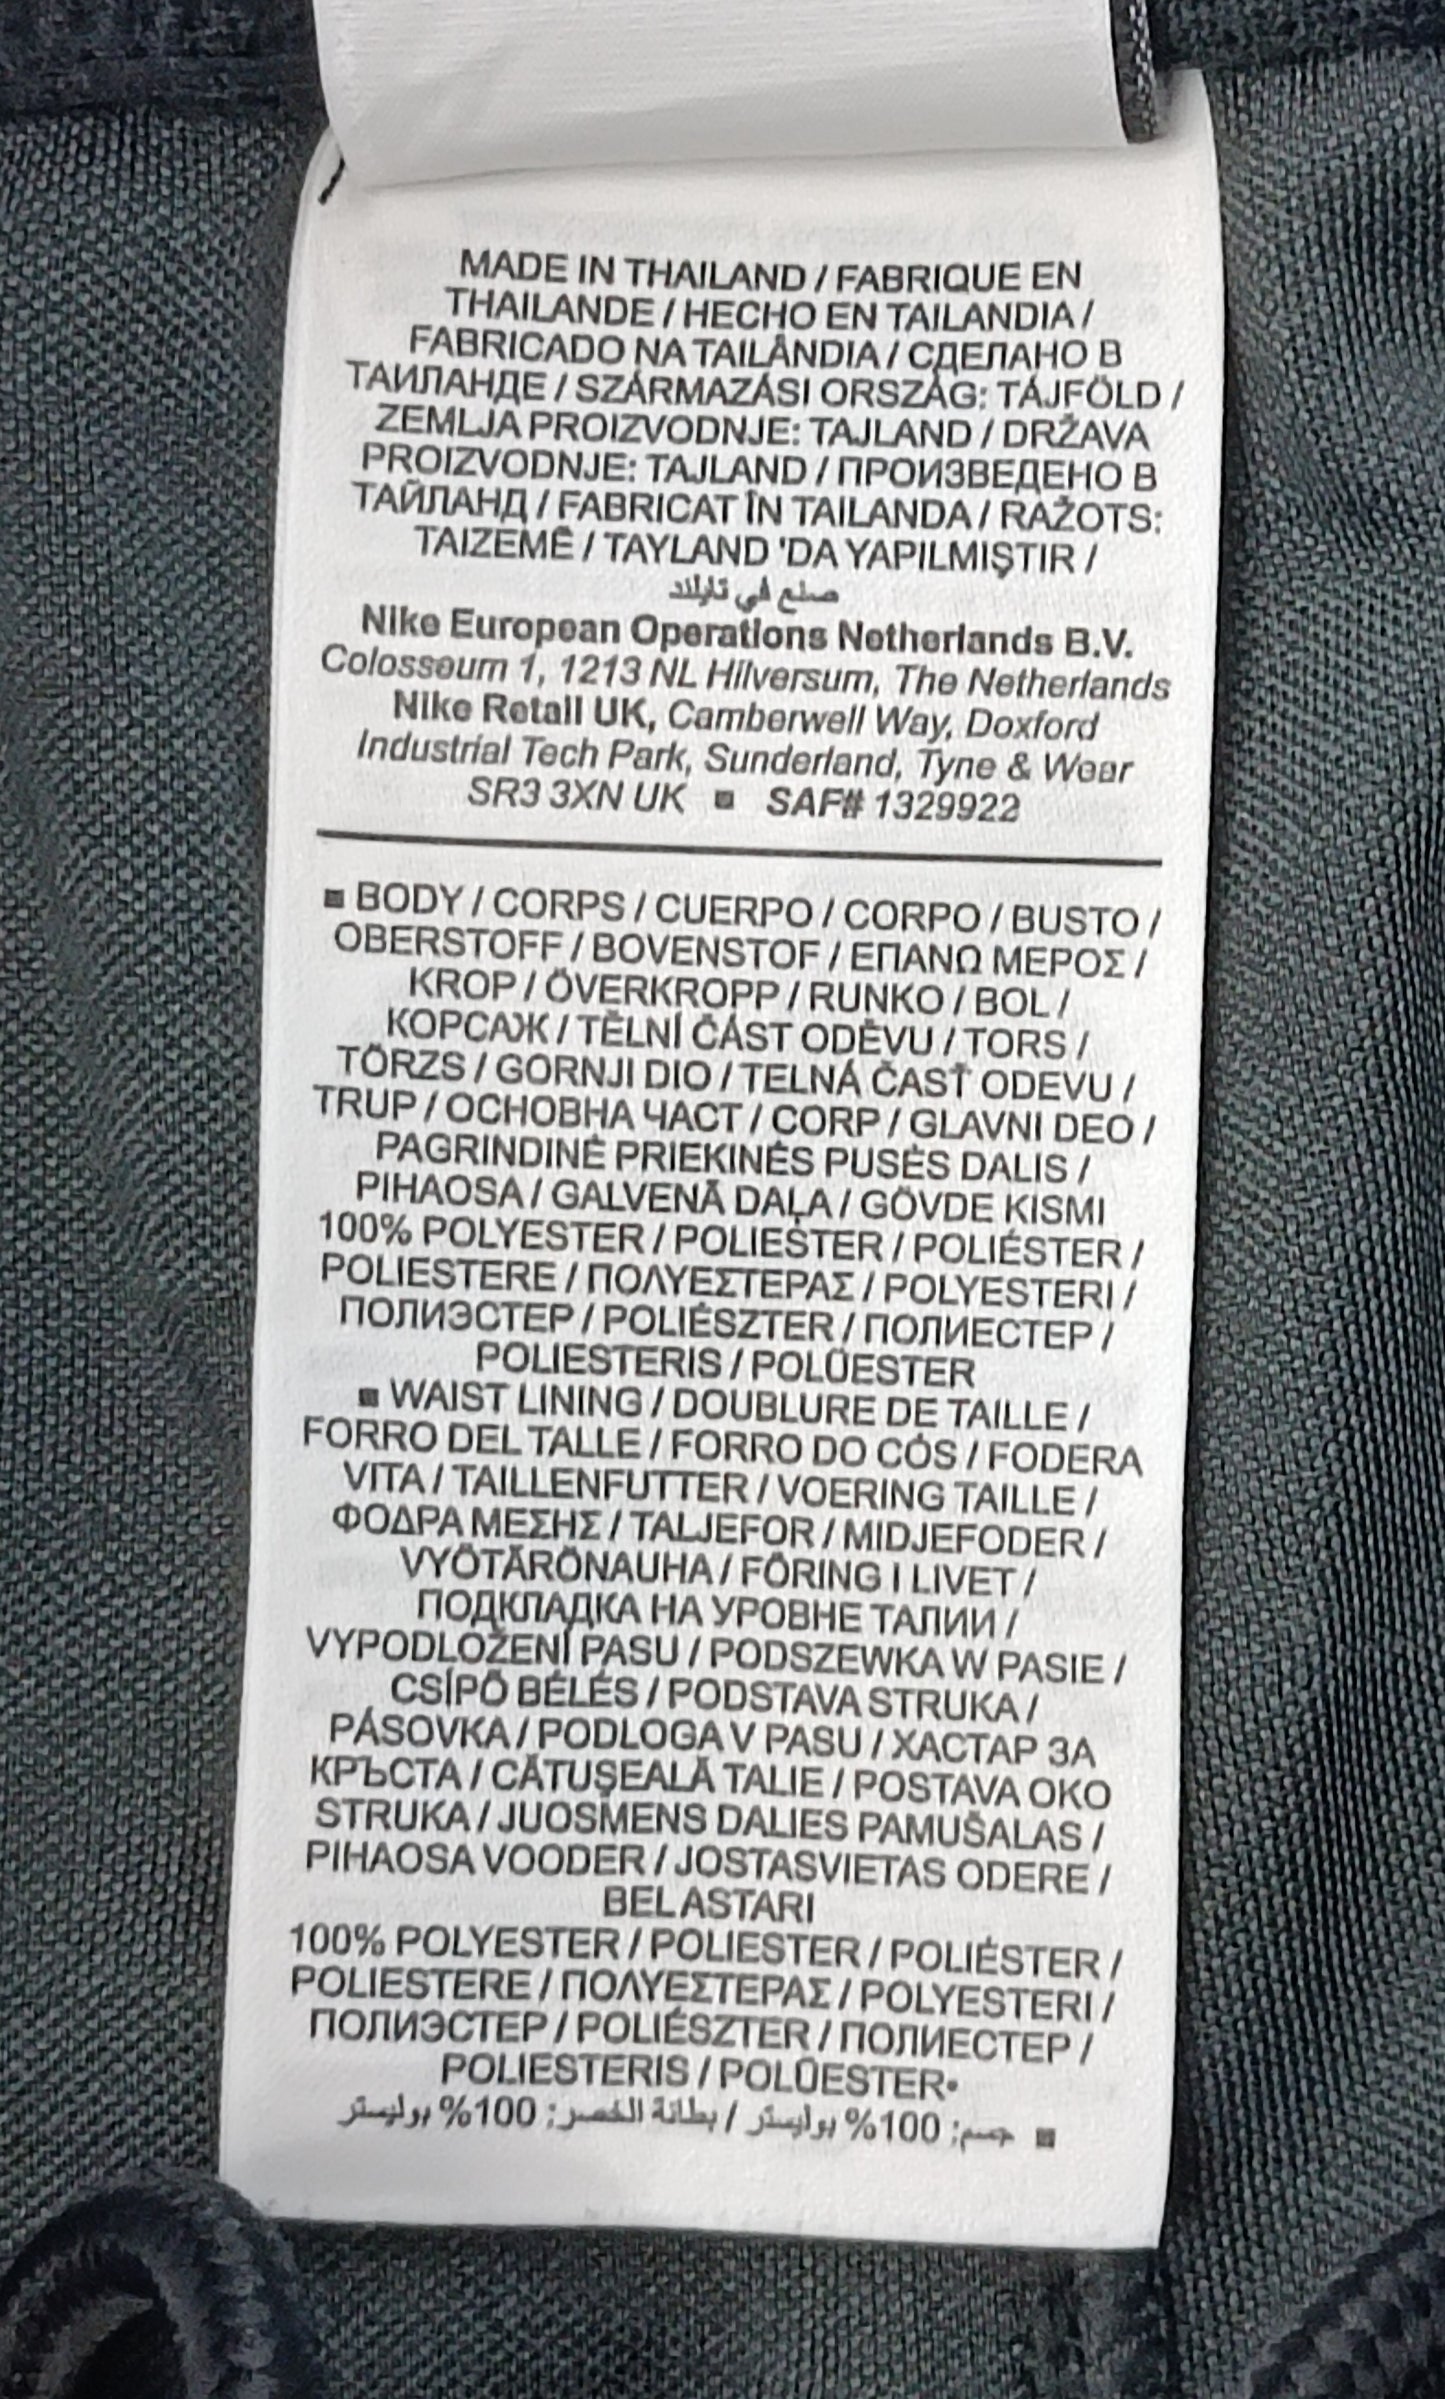 MADE IN THAILAND / FABRIQUE EN
THAILANDE / HECHO EN TAILANDIA /
FABRICADO NA TAILÂNDIA / СДЕЛАНО В
ТАИЛАНДЕ / SZÁRMAZÁSI ORSZÁG: TÁJFÖLD /
ZEMLJA PROIZVODNJE: TAJLAND / DRŽAVA
PROIZVODNJE: TAJLAND / ПРОИЗВЕДЕНО В
ТАЙЛАНД / FABRICAT ÎN TAILANDA / RAŽOTS:
TAIZEMĒ / TAYLAND 'DA YAPILMIŞTIR /
صنع في تايلاند
Nike European Operations Netherlands B.V.
Colosseum 1, 1213 NL Hilversum, The Netherlands
Nike Retail UK, Camberwell Way, Doxford
Industrial Tech Park, Sunderland, Tyne & Wear
SR3 3XN UK ■ SAF# 1329922
■ BODY / CORPS / CUERPO / CORPO / BUSTO /
OBERSTOFF / BOVENSTOF / ΕΠΑΝΩ ΜΕΡΟΣ /
KROP / ÖVERKROPP / RUNKO / BOL /
КОРСАЖ / TĚLNÍ ČÁST ODĚVU / TORS /
TÖRZS / GORNJI DIO / TELNÁ ČASŤ ODEVU /
TRUP / ОСНОВНА ЧАСТ / CORP / GLAVNI DEO /
PAGRINDINĖ PRIEKINĖS PUSĖS DALIS /
PIHAOSA / GALVENĀ DAĻA / GÖVDE KISMI
100% POLYESTER / POLIESTER / POLIÉSTER /
POLIESTERE / ΠΟΛΥΕΣΤΕΡΑΣ / POLYESTERI /
ПОЛИЭСТЕР / POLIÉSZTER / ПОЛИЕСТЕР /
POLIESTERIS / POLÜESTER
■ WAIST LINING / DOUBLURE DE TAILLE /
FORRO DEL TALLE / FORRO DO CÓS / FODERA
VITA / TAILLENFUTTER / VOERING TAILLE /
ΦΟΔΡΑ ΜΕΣΗΣ / TALJEFOR / MIDJEFODER /
VYÖTÄRÖNAUHA / FÔRING I LIVET /
ПОДКЛАДКА НА УРОВНЕ ТАЛИИ /
VYPODLOŽENÍ PASU / PODSZEWKA W PASIE /
CSÍPŐ BÉLÉS / PODSTAVA STRUKA /
PÁSOVKA / PODLOGA V PASU / ХАСТАР ЗА
КРЪСТА / CĂTUŞEALĂ TALIE / POSTAVA OKO
STRUKA / JUOSMENS DALIES PAMUŠALAS /
PIHAOSA VOODER / JOSTASVIETAS ODERE /
BEL ASTARI
100% POLYESTER / POLIESTER / POLIÉSTER /
POLIESTERE / ΠΟΛΥΕΣΤΕΡΑΣ / POLYESTERI /
ПОЛИЭСТЕР / POLIÉSZTER / ПОЛИЕСТЕР /
POLIESTERIS / POLÜESTER•
■ جسم: 100% بوليستر / بطانة الخصر: 100% بوليستر